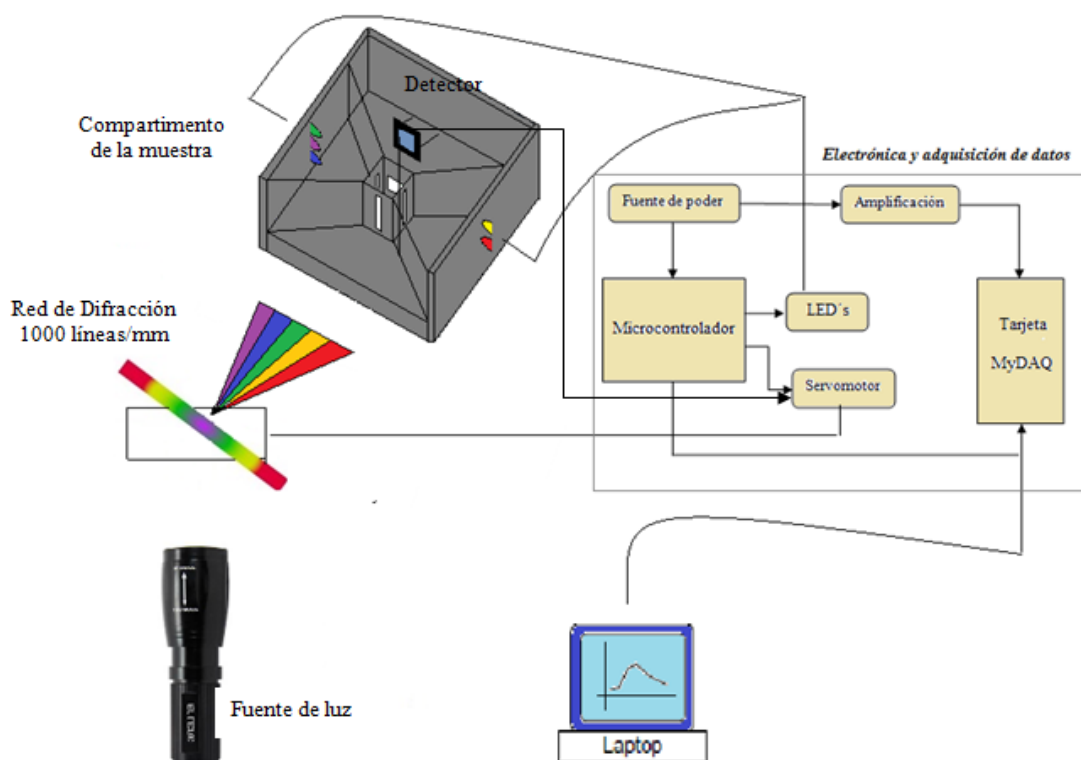 Detector
Compartimento
de la muestra
Electrónica y adquisición de datos
Fuente de poder
Amplificación
Red de Difracción
1000 líneas/mm
Microcontrolador
LED´s
Tarjeta
MyDAQ
Servomotor
Fuente de luz
Laptop